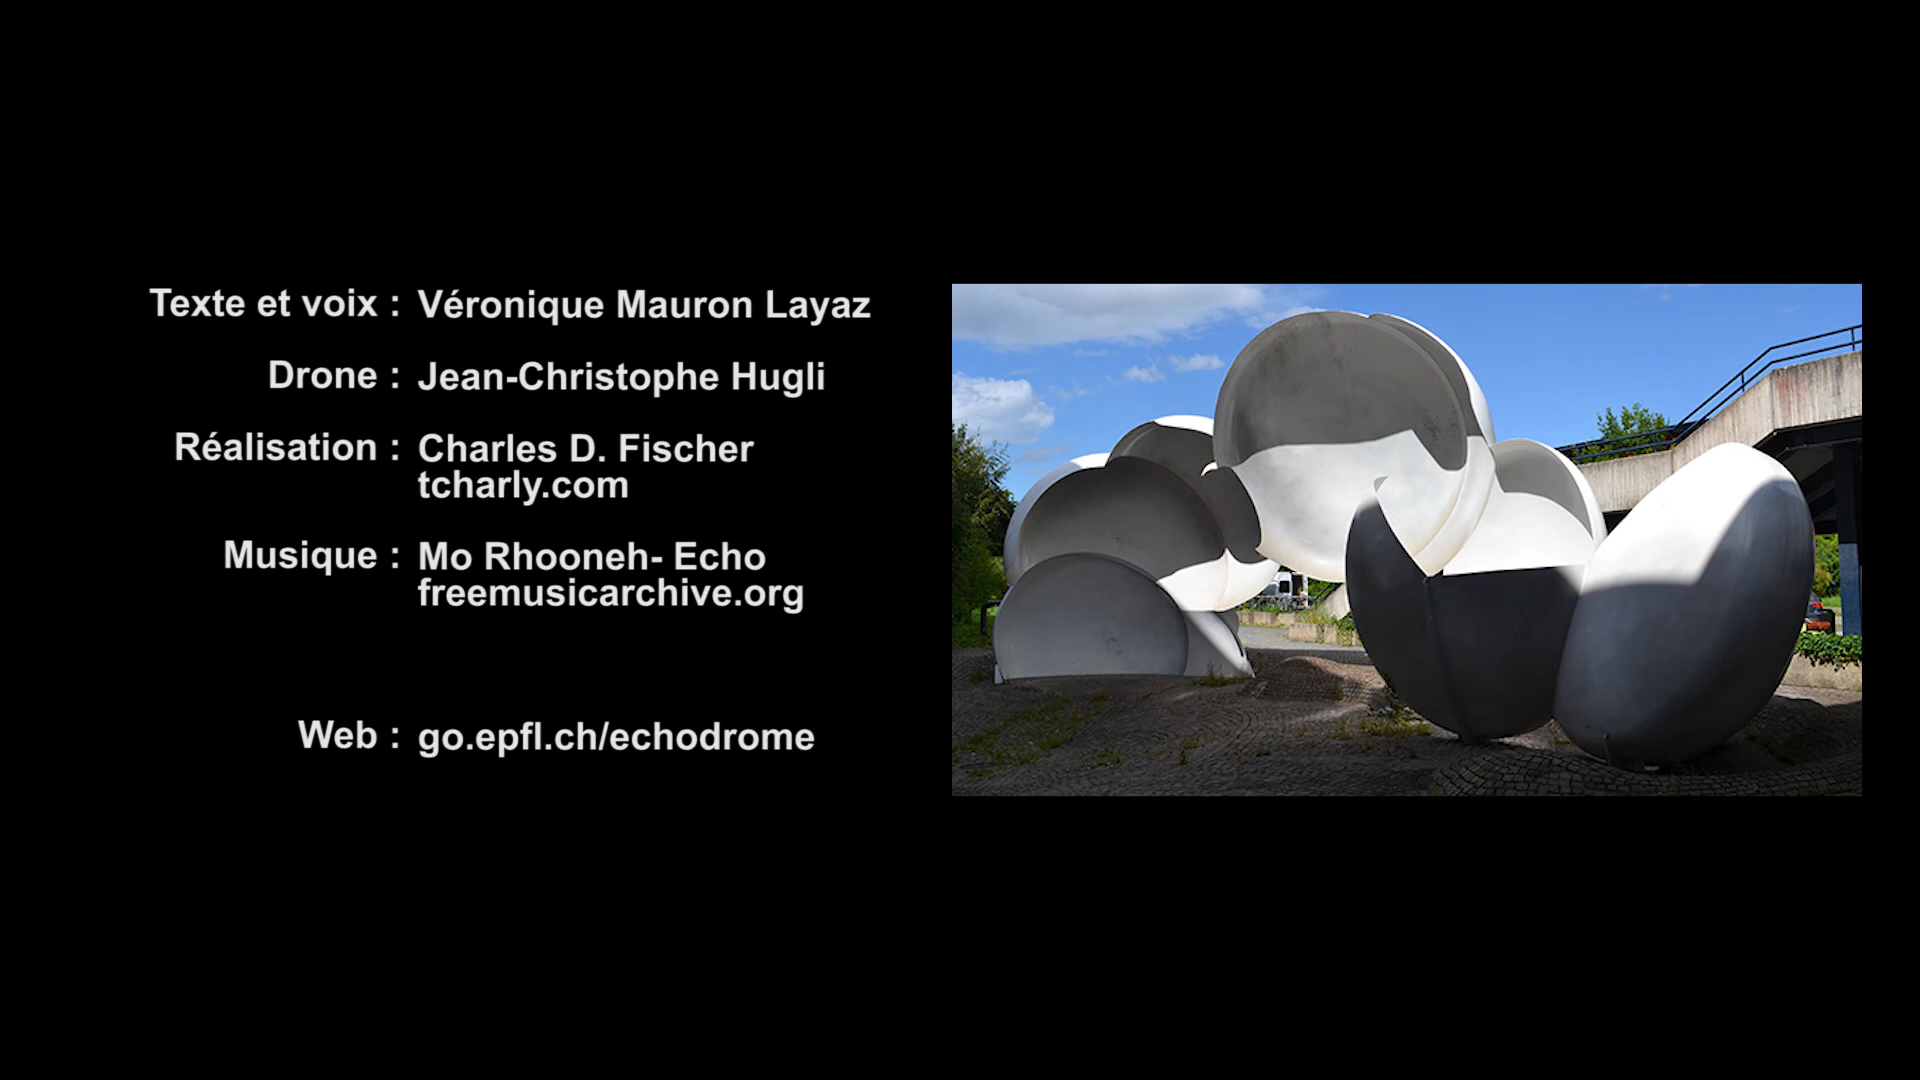 Texte et voix : Véronique Mauron Layaz
Drone : Jean-Christophe Hugli
Réalisation : Charles D. Fischer
tcharly.com
Musique : Mo Rhooneh- Echo
freemusicarchive.org
Web : go.epfl.ch/echodrome